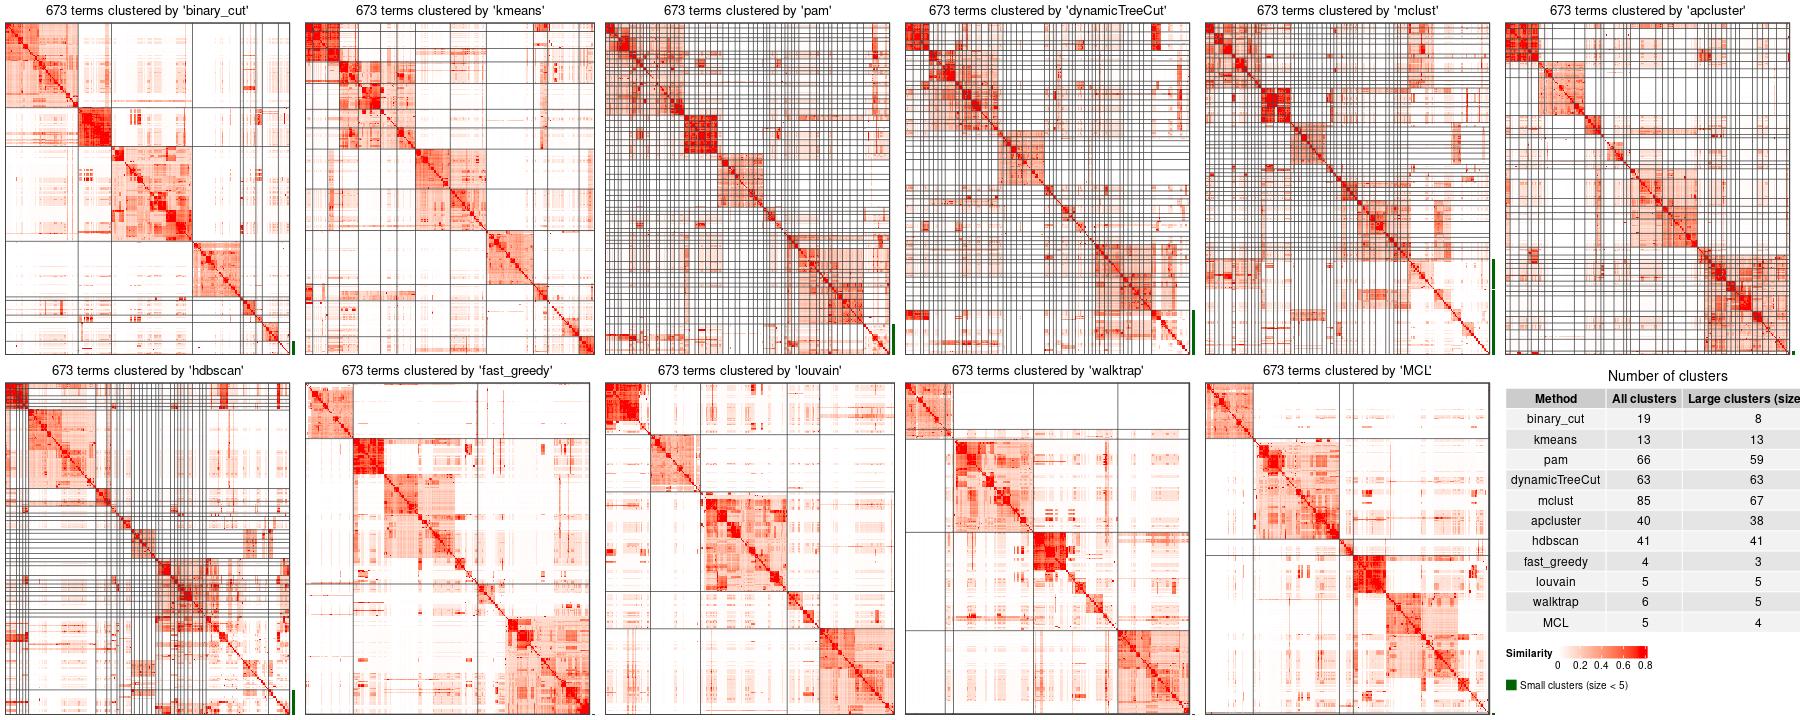 673 terms clustered by 'binary_cut'
673 terms clustered by 'kmeans'
673 terms clustered by 'pam'
673 terms clustered by 'dynamicTreeCut'
673 terms clustered by 'mclust'
673 terms clustered by 'apcluster'
673 terms clustered by 'hdbscan'
673 terms clustered by 'fast_greedy'
673 terms clustered by 'louvain'
673 terms clustered by 'walktrap'
673 terms clustered by 'MCL'
Number of clusters
Method All clusters Large clusters (size
binary_cut 19 8
kmeans 13 13
pam 66 59
dynamicTreeCut 63 63
mclust 85 67
apcluster 40 38
hdbscan 41 41
fast_greedy 4 3
louvain 5 5
walktrap 6 5
MCL 5 4
Similarity
0 0.2 0.4 0.6 0.8
Small clusters (size < 5)